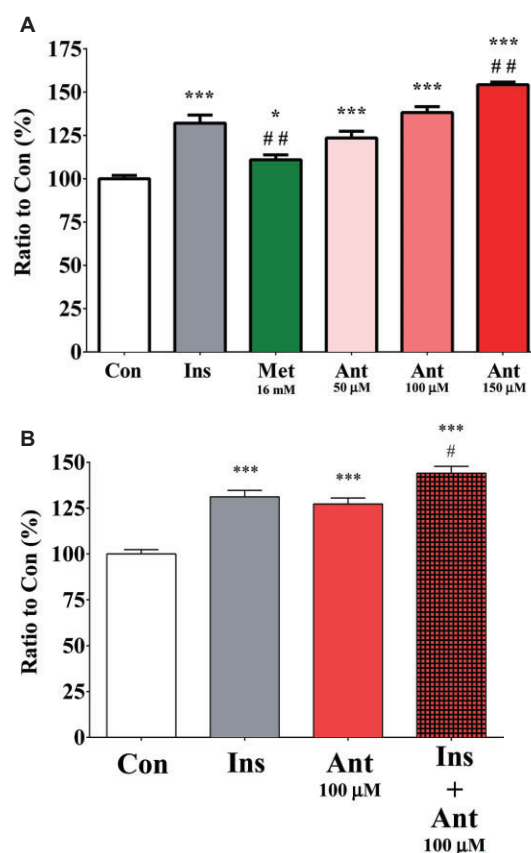 A
Ratio to Con (%)
175
150
125
100
75
50
25
0
***
*
##
***
***
***
##
Con Ins Met Ant Ant Ant
16 mM 50 μM 100 μM 150 μM
B
Ratio to Con (%)
150
125
100
75
50
25
0
***
***
***
#
Con Ins Ant Ins
100 μM +
Ant
100 μM